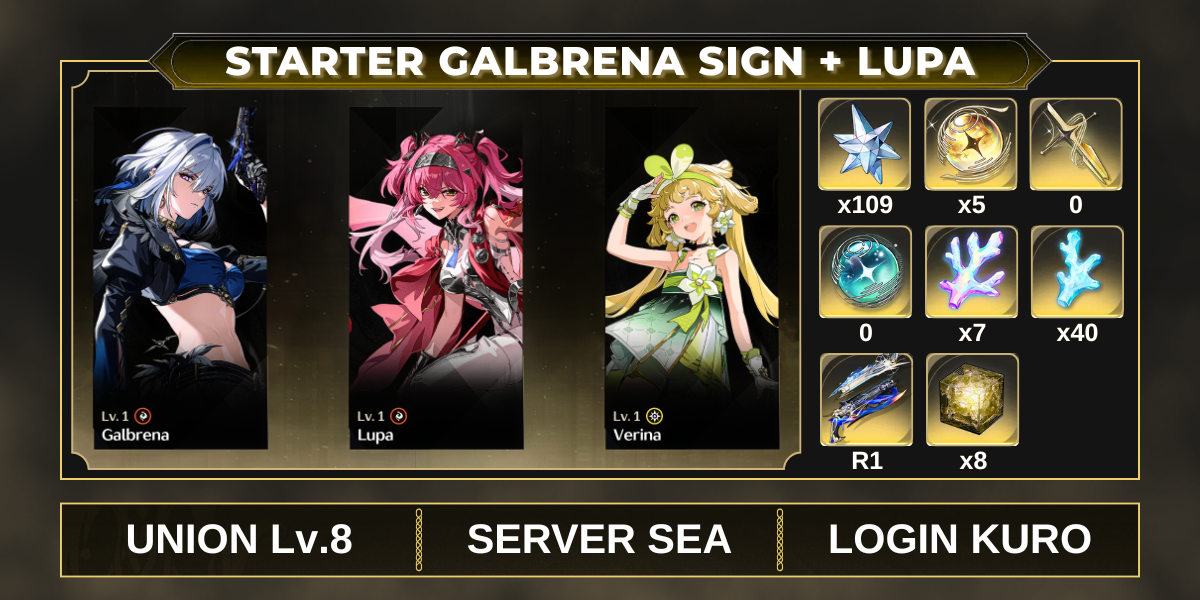 STARTER GALBRENA SIGN + LUPA
Lv. 1
Galbrena
Lv. 1
Lupa
Lv. 1
Verina
x109 x5 0
0 x7 x40
R1 x8
UNION Lv.8 SERVER SEA LOGIN KURO